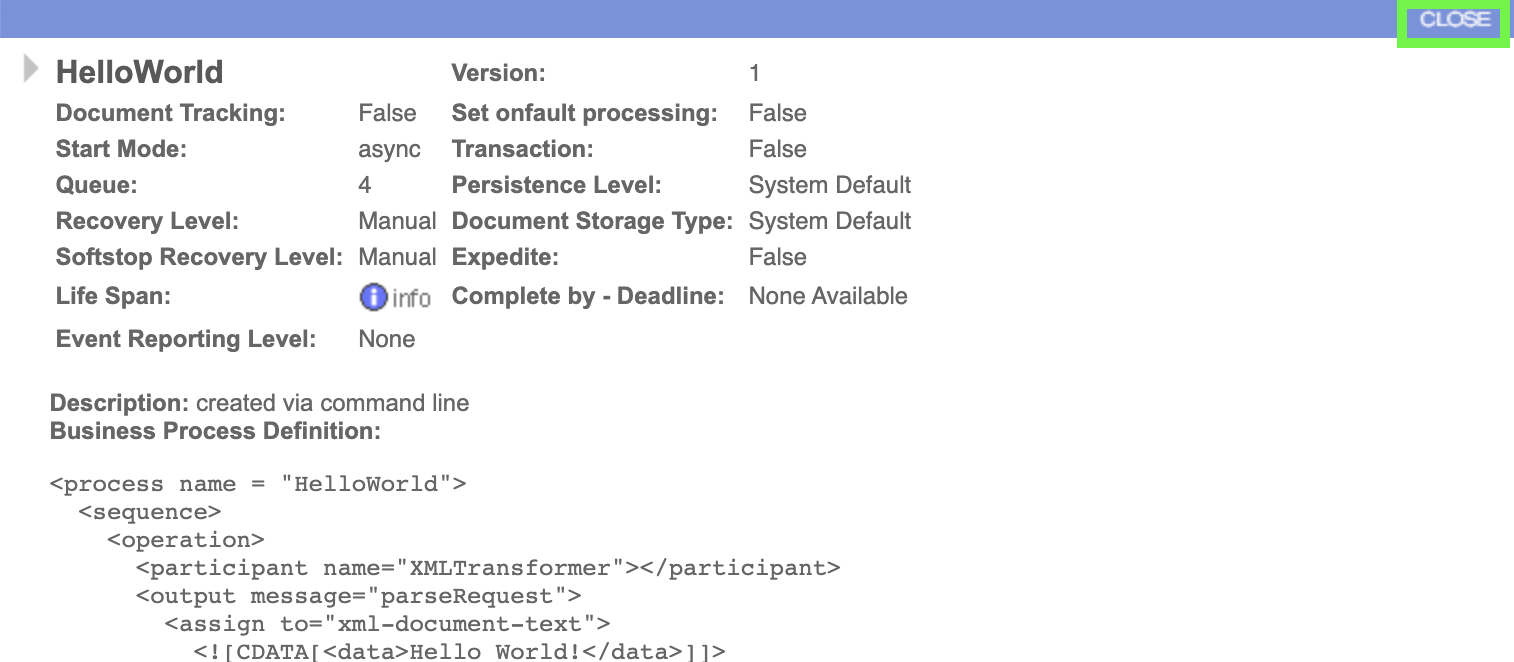 CLOSE
HelloWorld Version: 1
Document Tracking: False Set onfault processing: False
Start Mode: async Transaction: False
Queue: 4 Persistence Level: System Default
Recovery Level: Manual Document Storage Type: System Default
Softstop Recovery Level: Manual Expedite: False
Life Span: info Complete by - Deadline: None Available
Event Reporting Level: None
Description: created via command line
Business Process Definition:
<process name = "HelloWorld">
  <sequence>
    <operation>
      <participant name="XMLTransformer"></participant>
      <output message="parseRequest">
        <assign to="xml-document-text">
          <![CDATA[<data>Hello World!</data>]]>